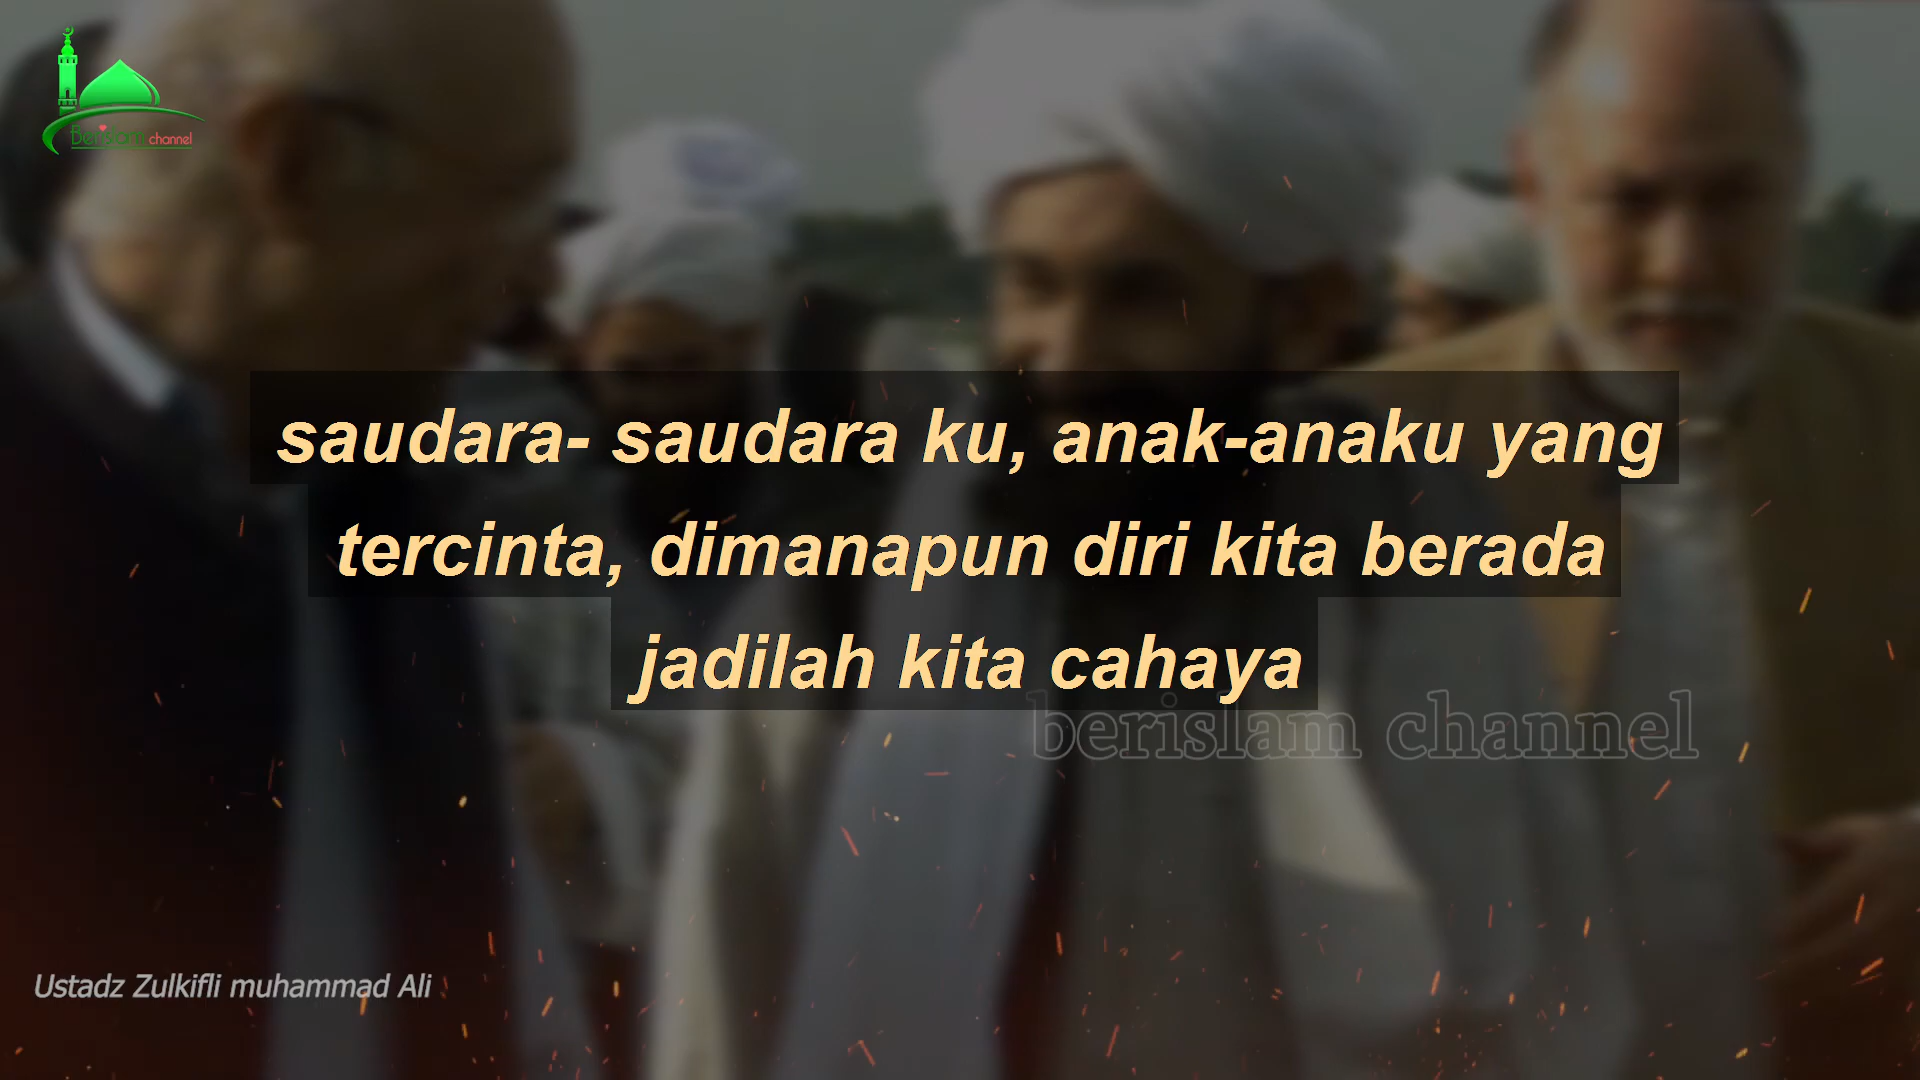 Berislam channel
saudara- saudara ku, anak-anaku yang
tercinta, dimanapun diri kita berada
jadilah kita cahaya
berislam channel
Ustadz Zulkifli muhammad Ali